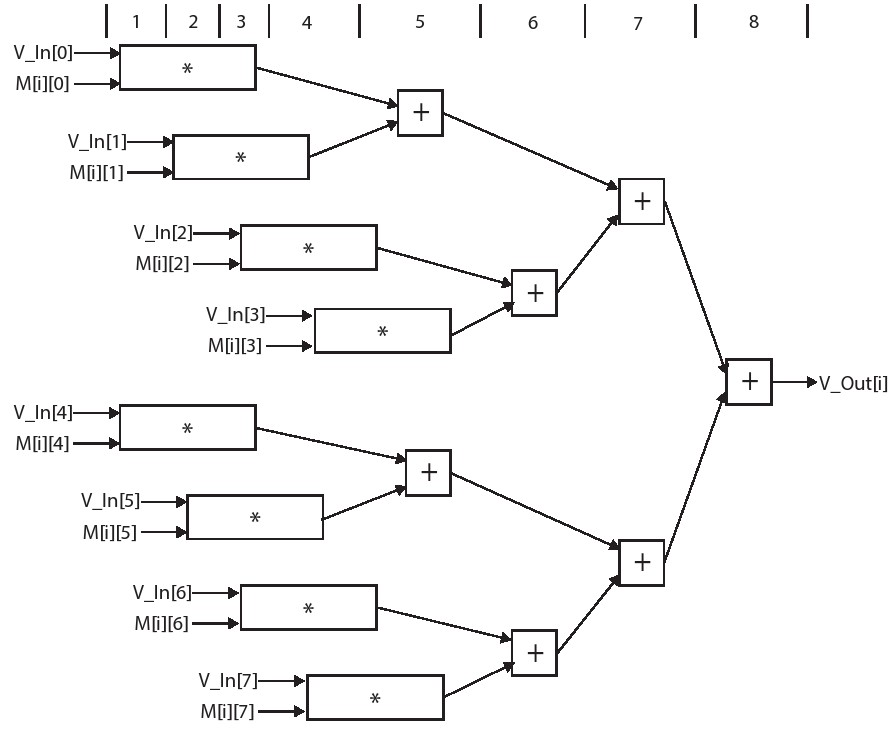 1 2 3 4 5 6 7 8
V_In[0]
*
M[i][0]
+
V_In[1]
*
M[i][1]
+
V_In[2]
*
M[i][2]
+
V_In[3]
*
M[i][3]
+ V_Out[i]
V_In[4]
*
M[i][4]
+
V_In[5]
*
M[i][5]
+
V_In[6]
*
M[i][6]
+
V_In[7]
*
M[i][7]